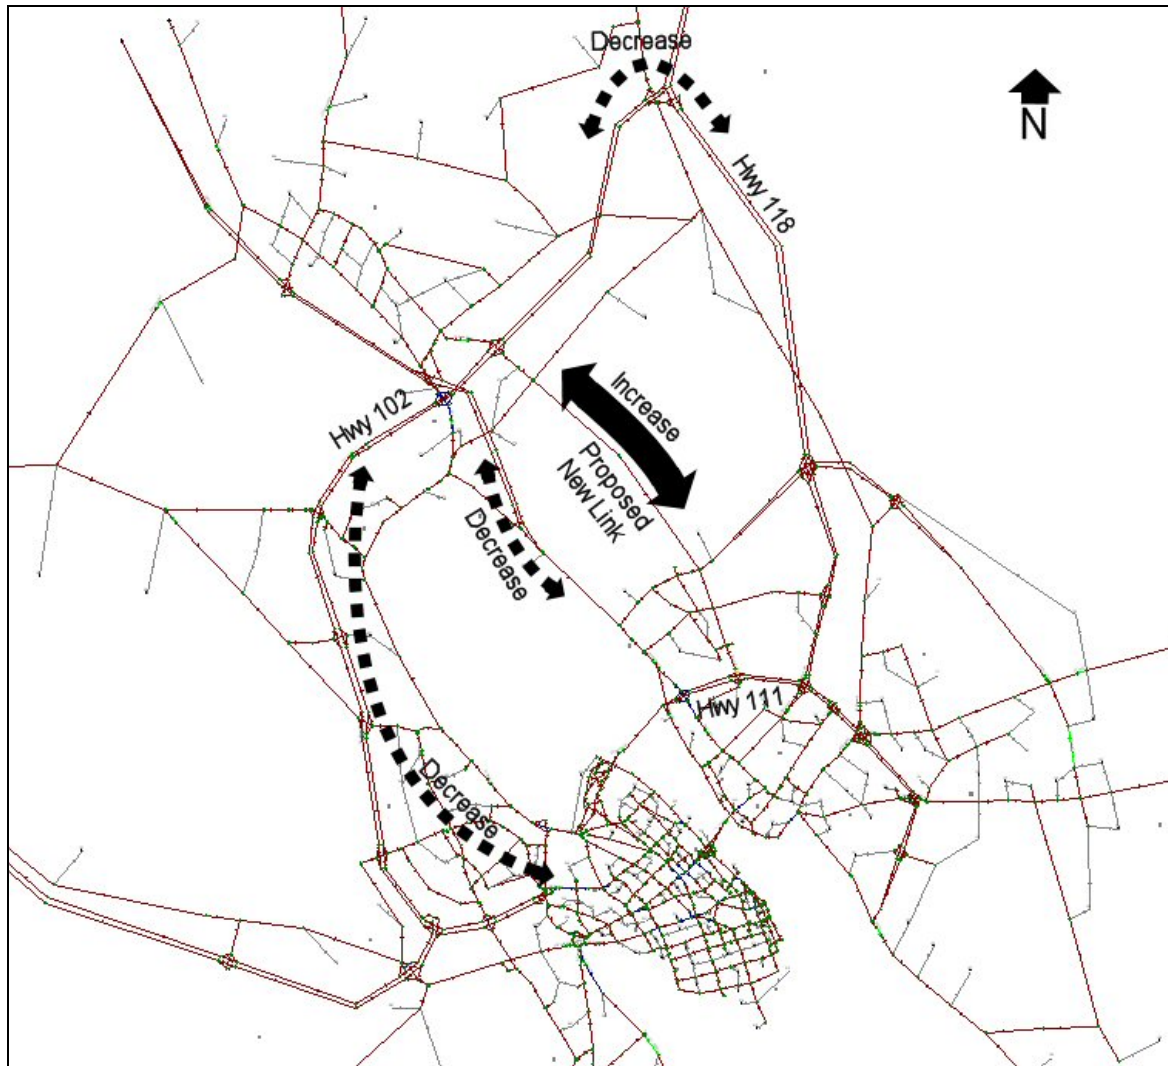 Decrease
N
Hwy 118
Increase
Hwy 102
Proposed
New Link
Decrease
Hwy 111
Decrease